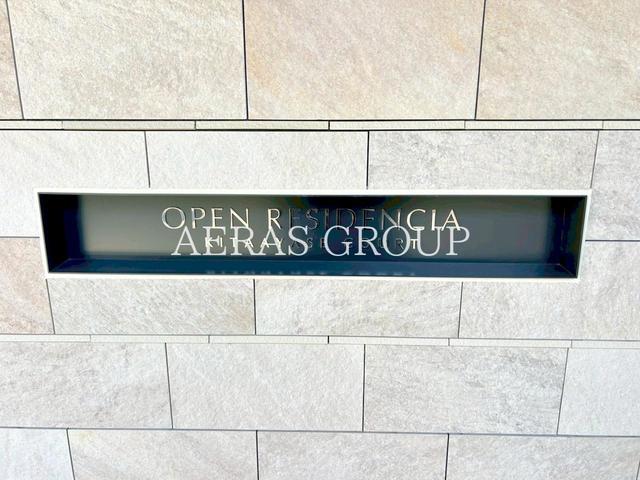 OPEN RESIDENCIA
AERAS GROUP